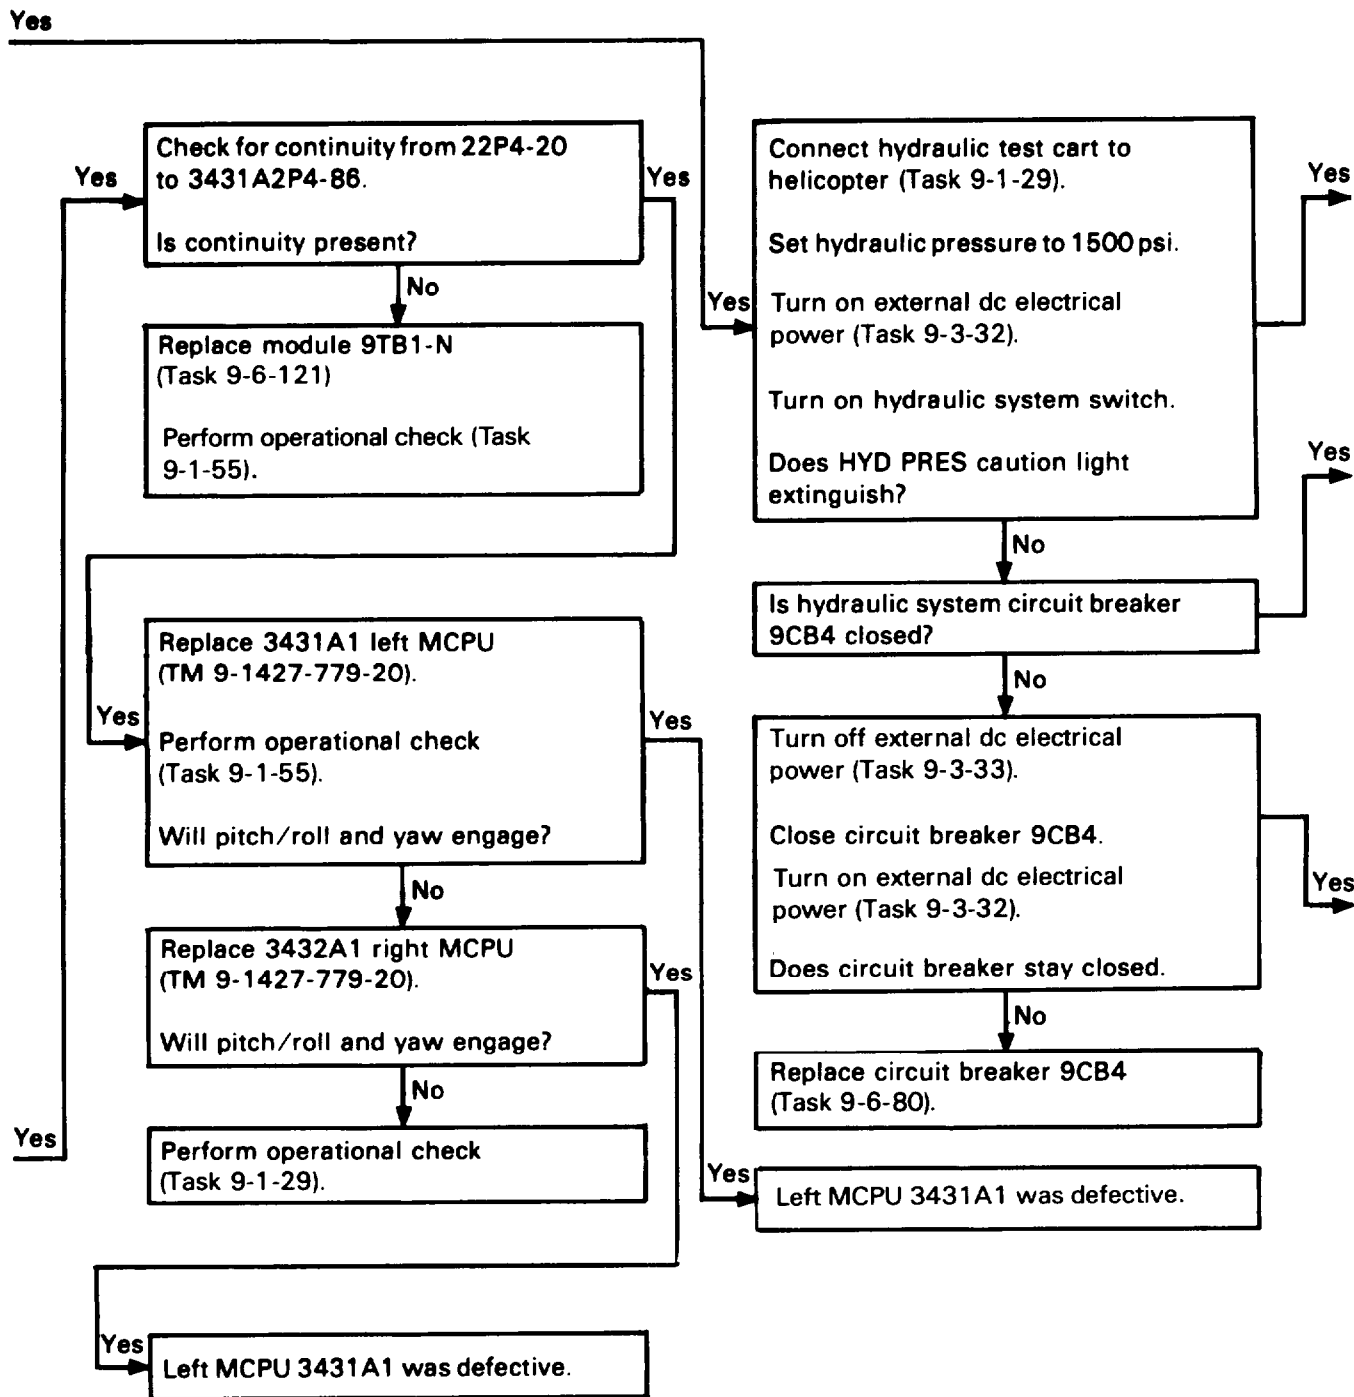 Yes
Yes
Check for continuity from 22P4-20
to 3431A2P4-86.
Is continuity present?
Yes
No
Replace module 9TB1-N
(Task 9-6-121)
Perform operational check (Task
9-1-55).
Yes
Replace 3431A1 left MCPU
(TM 9-1427-779-20).
Perform operational check
(Task 9-1-55).
Will pitch/roll and yaw engage?
Yes
No
Replace 3432A1 right MCPU
(TM 9-1427-779-20).
Will pitch/roll and yaw engage?
Yes
No
Perform operational check
(Task 9-1-29).
Yes
Yes
Left MCPU 3431A1 was defective.
Yes
Connect hydraulic test cart to
helicopter (Task 9-1-29).
Set hydraulic pressure to 1500 psi.
Turn on external dc electrical
power (Task 9-3-32).
Turn on hydraulic system switch.
Does HYD PRES caution light
extinguish?
Yes
No
Is hydraulic system circuit breaker
9CB4 closed?
Yes
No
Turn off external dc electrical
power (Task 9-3-33).
Close circuit breaker 9CB4.
Turn on external dc electrical
power (Task 9-3-32).
Does circuit breaker stay closed.
Yes
No
Replace circuit breaker 9CB4
(Task 9-6-80).
Yes
Left MCPU 3431A1 was defective.